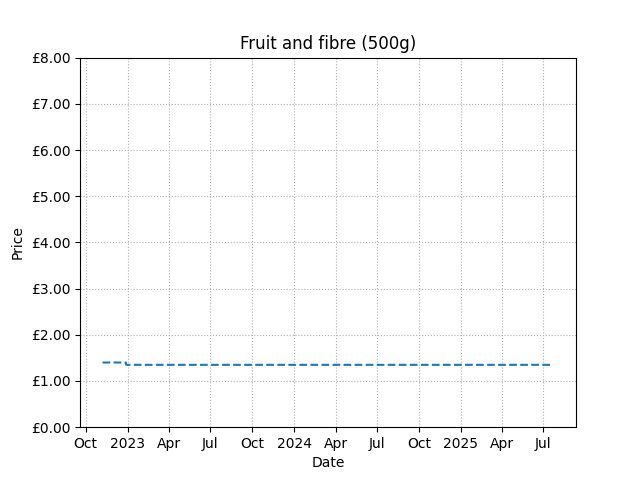 Fruit and fibre (500g)
£8.00
£7.00
£6.00
£5.00
£4.00
£3.00
£2.00
£1.00
£0.00
Price
Oct 2023 Apr Jul Oct 2024 Apr Jul Oct 2025 Apr Jul
Date